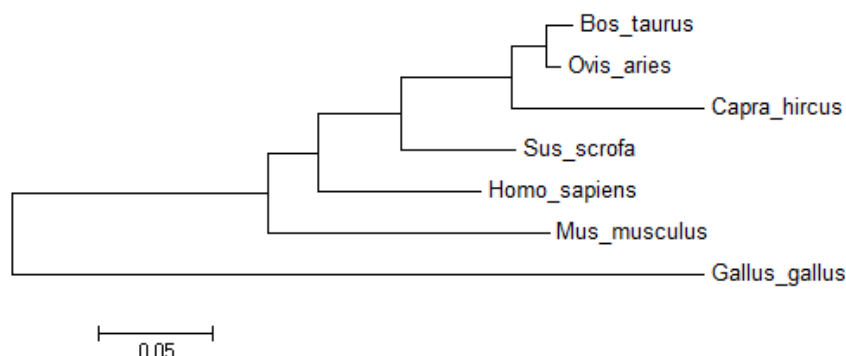 Bos_taurus
Ovis_aries
Capra_hircus
Sus_scrofa
Homo_sapiens
Mus_musculus
Gallus_gallus
0.05